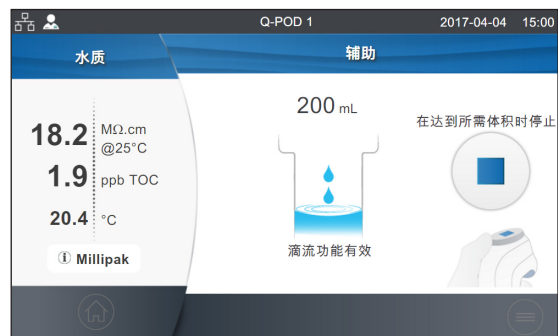 Q-POD 1
2017-04-04 15:00
水质
辅助
18.2 MΩ.cm @25°C
1.9 ppb TOC
20.4 °C
i Millipak
200 mL
滴流功能有效
在达到所需体积时停止